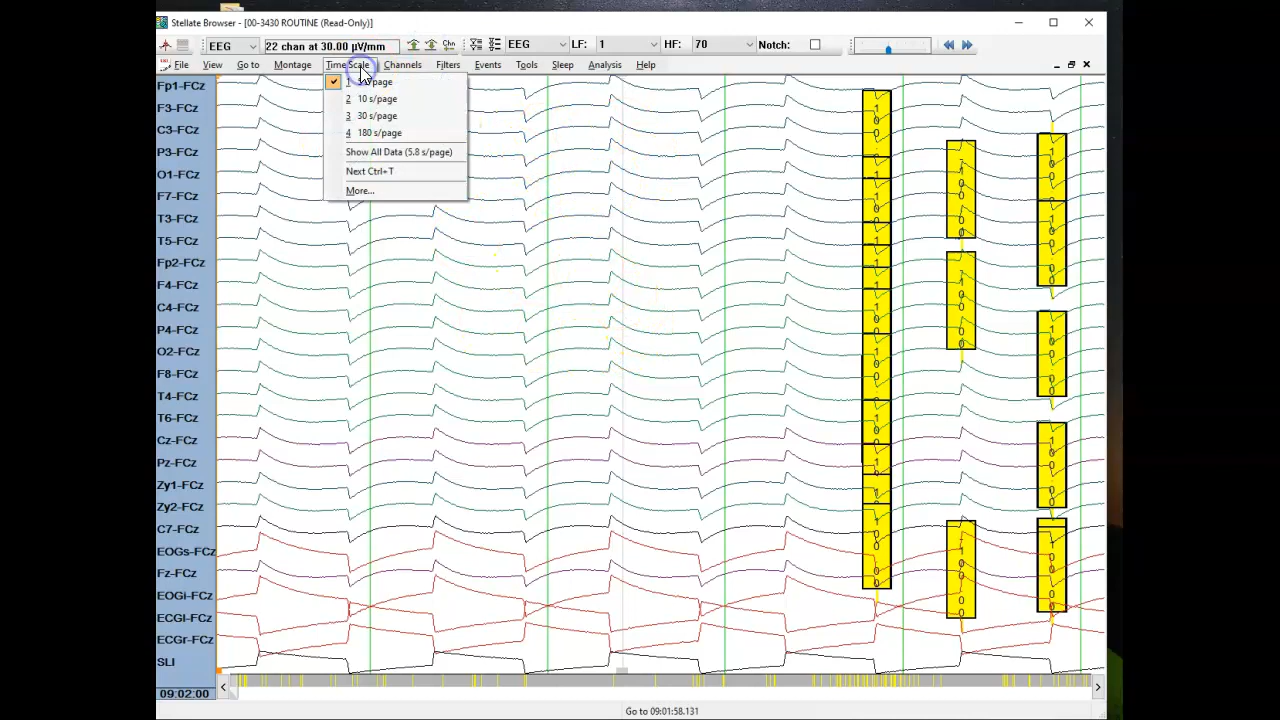 Stellate Browser - [00-3430 ROUTINE (Read-Only)]
EEG 22 chan at 30.00 µV/mm Chn EEG LF: 1 HF: 70 Notch:
File View Go to Montage Time Scale Channels Filters Events Tools Sleep Analysis Help
1 /page
2 10 s/page
3 30 s/page
4 180 s/page
Show All Data (5.8 s/page)
Next Ctrl+T
More...
Fp1-FCz
F3-FCz
C3-FCz
P3-FCz
O1-FCz
F7-FCz
T3-FCz
T5-FCz
Fp2-FCz
F4-FCz
C4-FCz
P4-FCz
O2-FCz
F8-FCz
T4-FCz
T6-FCz
Cz-FCz
Pz-FCz
Zy1-FCz
Zy2-FCz
C7-FCz
EOGs-FCz
Fz-FCz
EOGi-FCz
ECGl-FCz
ECGr-FCz
SLI
09:02:00
Go to 09:01:58.131